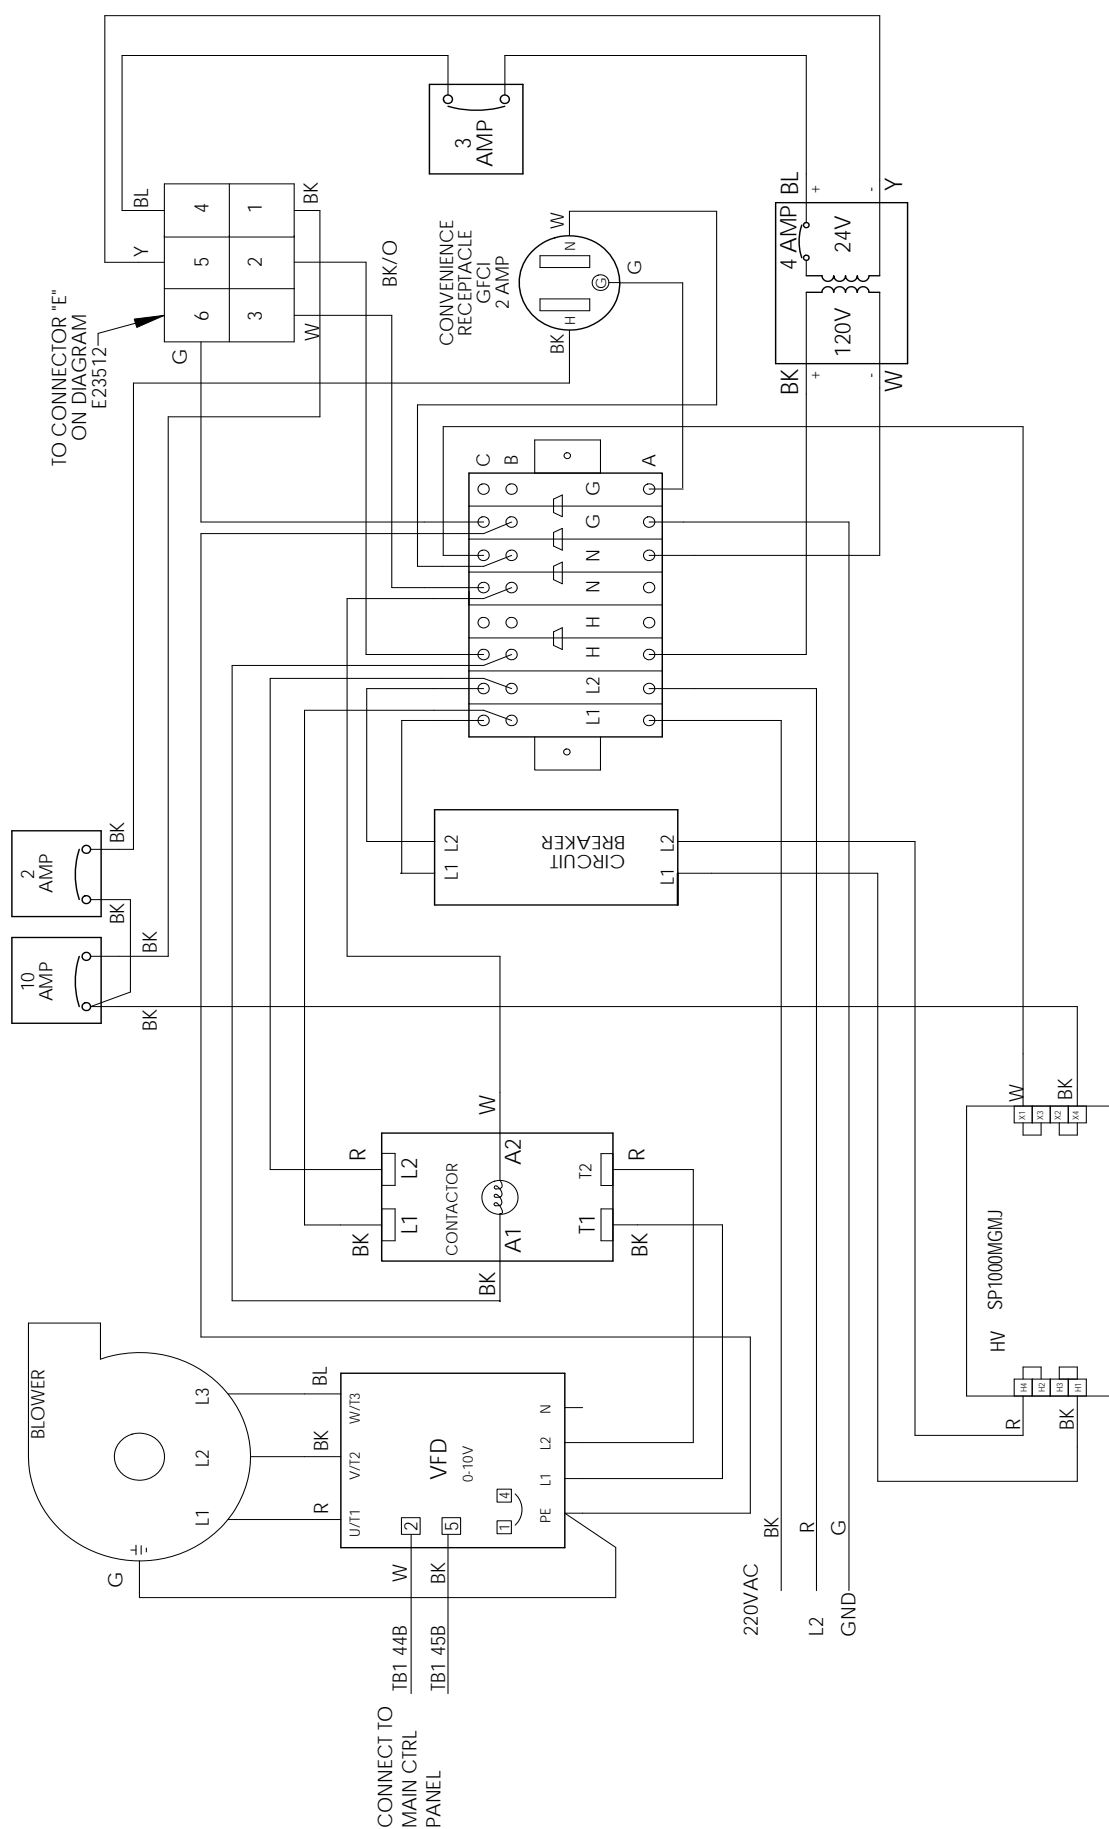 TO CONNECTOR "E"
ON DIAGRAM
E23512
BL
Y
G
4
5
6
1
2
3
BK
BK/O
W
3
AMP
CONVENIENCE
RECEPTACLE
GFCI
2 AMP
W
N
G
G
H
BK
4 AMP
BL
+
-
Y
24V
120V
BK
+
-
W
C
B
A
G
G
N
N
H
H
L2
L1
2
AMP
BK
BK
10
AMP
BK
BK
L1
L2
CIRCUIT
BREAKER
L1
L2
W
R
BK
L1
L2
CONTACTOR
A1
A2
BK
T1
T2
BK
R
BLOWER
L1
L2
L3
G
R
BK
BL
U/T1
V/T2
W/T3
VFD
0-10V
2
5
1
4
PE
L1
L2
N
W
BK
TB1 44B
TB1 45B
CONNECT TO
MAIN CTRL
PANEL
220VAC
BK
L2
R
GND
G
HV SP1000MGMJ
W
BK
X1
X3
X2
X4
R
BK
H4
H2
H3
H1